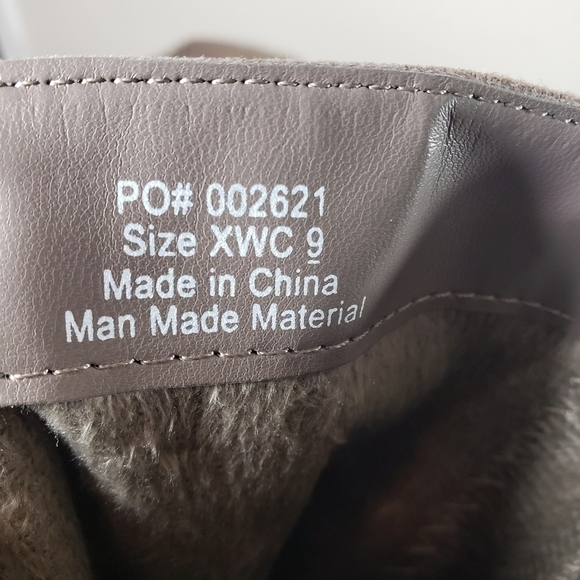 PO# 002621
Size XWC 9
Made in China
Man Made Material